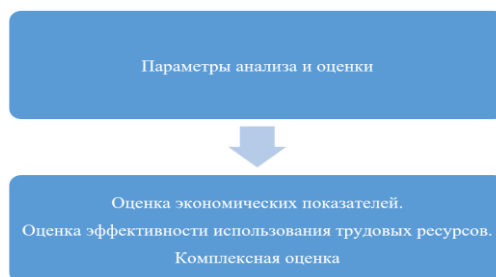 Параметры анализа и оценки
Оценка экономических показателей.
Оценка эффективности использования трудовых ресурсов.
Комплексная оценка